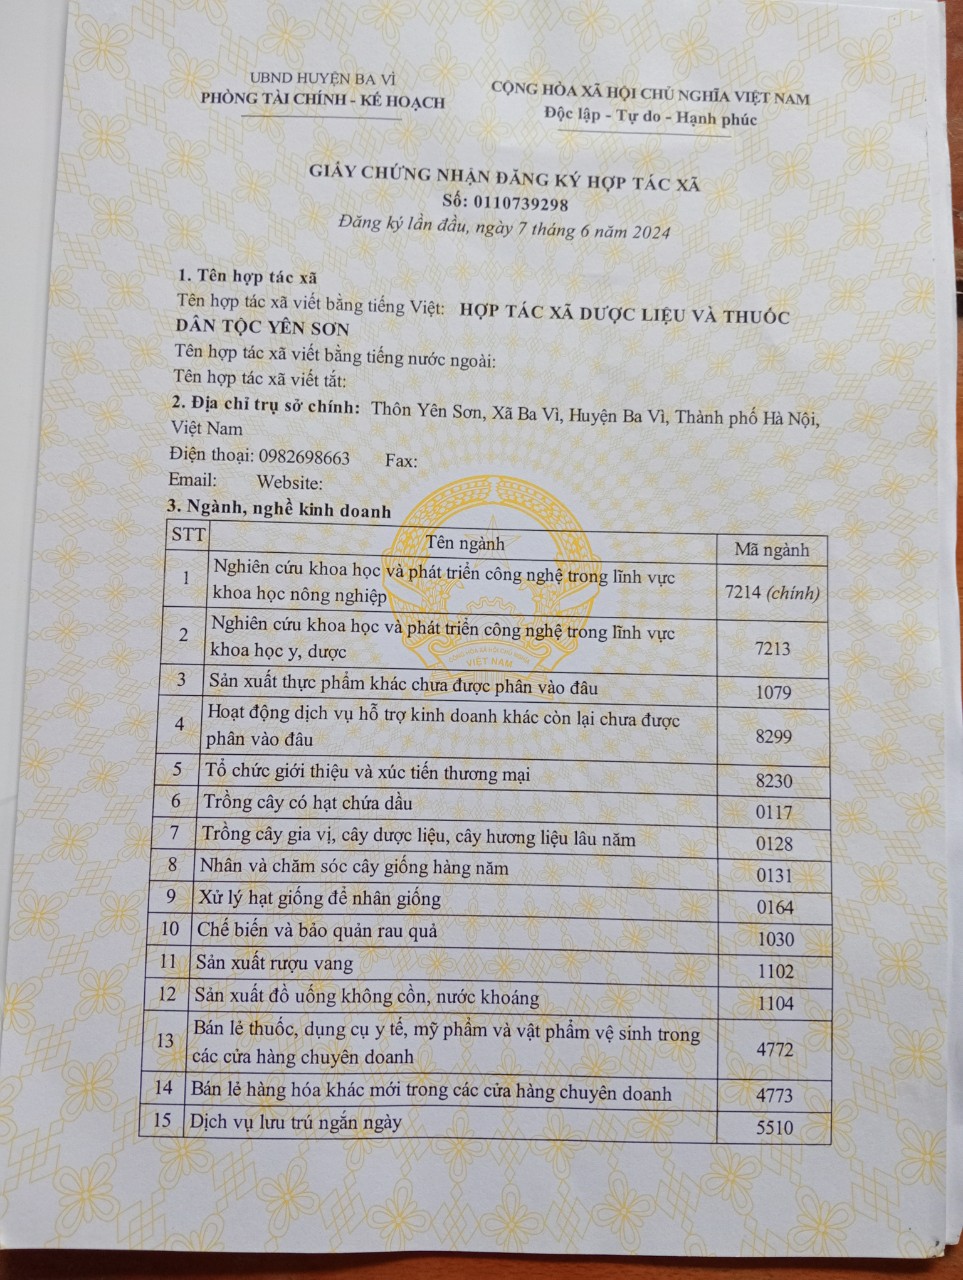 UBND HUYỆN BA VÌ
PHÒNG TÀI CHÍNH - KẾ HOẠCH
CỘNG HÒA XÃ HỘI CHỦ NGHĨA VIỆT NAM
Độc lập - Tự do - Hạnh phúc
GIẤY CHỨNG NHẬN ĐĂNG KÝ HỢP TÁC XÃ
Số: 0110739298
Đăng ký lần đầu, ngày 7 tháng 6 năm 2024
1. Tên hợp tác xã
Tên hợp tác xã viết bằng tiếng Việt: HỢP TÁC XÃ DƯỢC LIỆU VÀ THUỐC
DÂN TỘC YÊN SƠN
Tên hợp tác xã viết bằng tiếng nước ngoài:
Tên hợp tác xã viết tắt:
2. Địa chỉ trụ sở chính: Thôn Yên Sơn, Xã Ba Vì, Huyện Ba Vì, Thành phố Hà Nội,
Việt Nam
Điện thoại: 0982698663 Fax:
Email: Website:
3. Ngành, nghề kinh doanh
STT Tên ngành Mã ngành
1 Nghiên cứu khoa học và phát triển công nghệ trong lĩnh vực
khoa học nông nghiệp 7214 (chính)
2 Nghiên cứu khoa học và phát triển công nghệ trong lĩnh vực
khoa học y, dược 7213
3 Sản xuất thực phẩm khác chưa được phân vào đâu 1079
4 Hoạt động dịch vụ hỗ trợ kinh doanh khác còn lại chưa được
phân vào đâu 8299
5 Tổ chức giới thiệu và xúc tiến thương mại 8230
6 Trồng cây có hạt chứa dầu 0117
7 Trồng cây gia vị, cây dược liệu, cây hương liệu lâu năm 0128
8 Nhân và chăm sóc cây giống hàng năm 0131
9 Xử lý hạt giống để nhân giống 0164
10 Chế biến và bảo quản rau quả 1030
11 Sản xuất rượu vang 1102
12 Sản xuất đồ uống không cồn, nước khoáng 1104
13 Bán lẻ thuốc, dụng cụ y tế, mỹ phẩm và vật phẩm vệ sinh trong
các cửa hàng chuyên doanh 4772
14 Bán lẻ hàng hóa khác mới trong các cửa hàng chuyên doanh 4773
15 Dịch vụ lưu trú ngắn ngày 5510
CỘNG HÒA XÃ HỘI CHỦ NGHĨA
VIỆT NAM